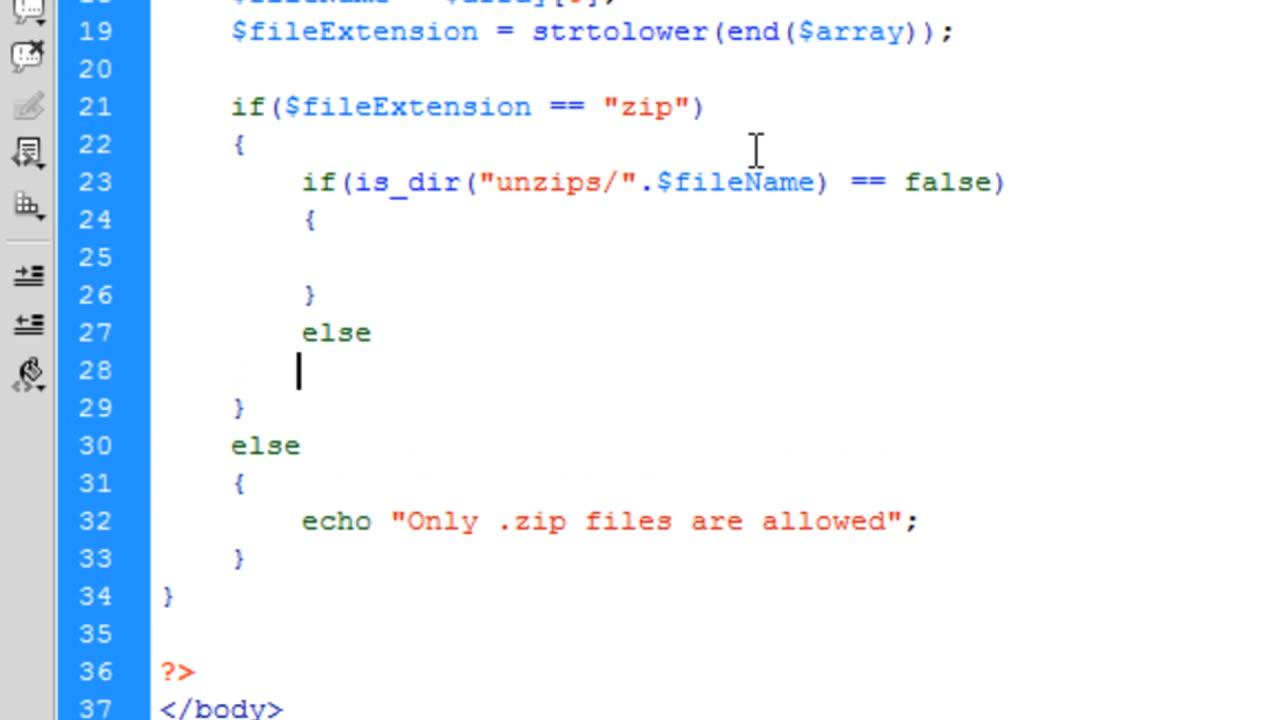 19 $fileExtension = strtolower(end($array));
20
21 if($fileExtension == "zip")
22 {
23 if(is_dir("unzips/".$fileName) == false)
24 {
25
26 }
27 else
28
29 }
30 else
31 {
32 echo "Only .zip files are allowed";
33 }
34 }
35
36 ?>
37 </body>